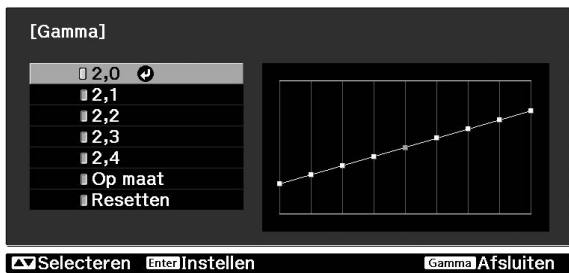 [Gamma]
2,0
2,1
2,2
2,3
2,4
Op maat
Resetten
Selecteren Enter Instellen Gamma Afsluiten